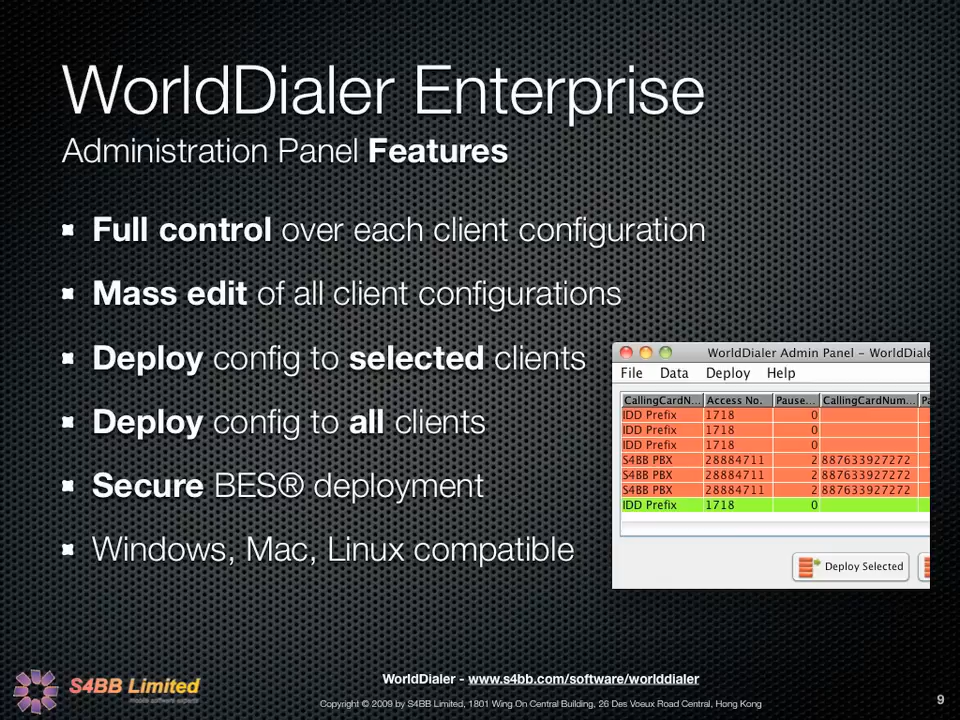 WorldDialer Enterprise
Administration Panel Features
Full control over each client configuration
Mass edit of all client configurations
Deploy config to selected clients
Deploy config to all clients
Secure BES® deployment
Windows, Mac, Linux compatible
WorldDialer Admin Panel - WorldDiale
File Data Deploy Help
CallingCardN... Access No. Pause... CallingCardNum... Pa
IDD Prefix 1718 0
IDD Prefix 1718 0
IDD Prefix 1718 0
S4BB PBX 28884711 2 887633927272
S4BB PBX 28884711 2 887633927272
S4BB PBX 28884711 2 887633927272
IDD Prefix 1718 0
Deploy Selected
S4BB Limited
mobile software experts
WorldDialer - www.s4bb.com/software/worlddialer
Copyright © 2009 by S4BB Limited, 1801 Wing On Central Building, 26 Des Voeux Road Central, Hong Kong
9